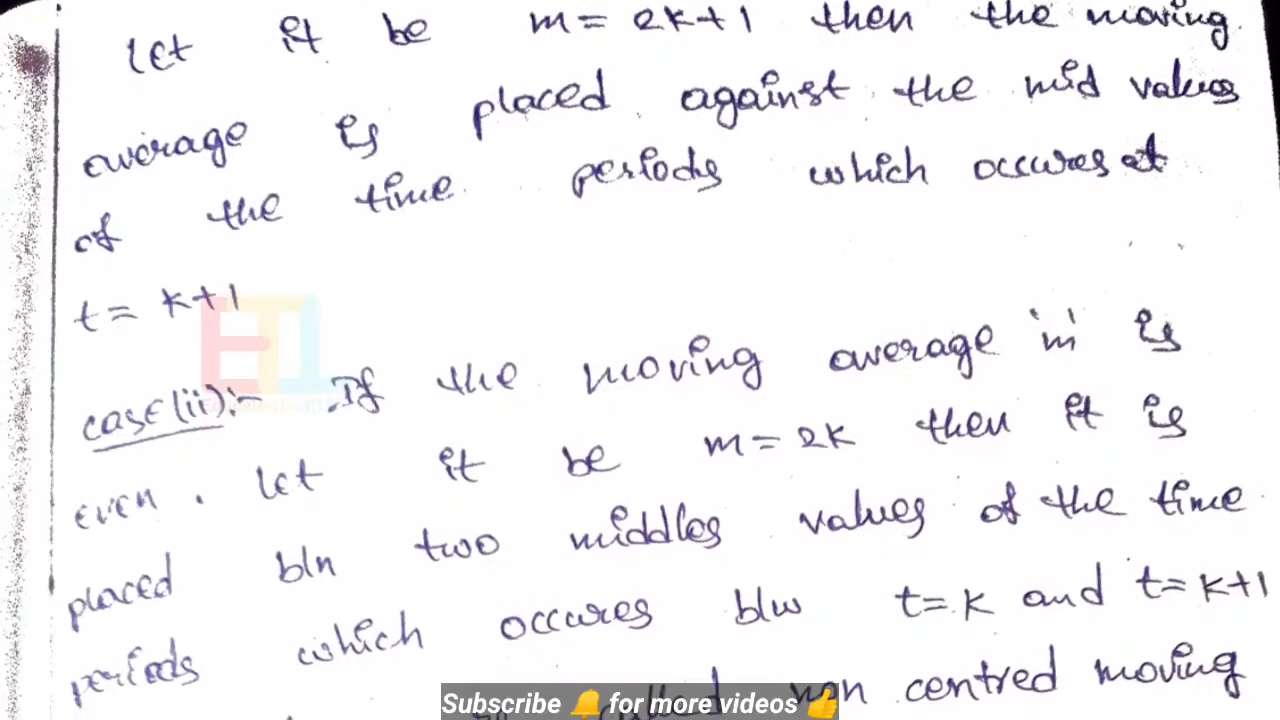 Let it be m = 2k+1 then the moving
average is placed against the mid values
of the time periods which occures at
t = k+1
case(ii):- If the moving average 'm' is
even. Let it be m = 2k then it is
placed b/n two middles values of the time
periods which occures b/w t=k and t=k+1
called non centred moving
Subscribe 🔔 for more videos 👍